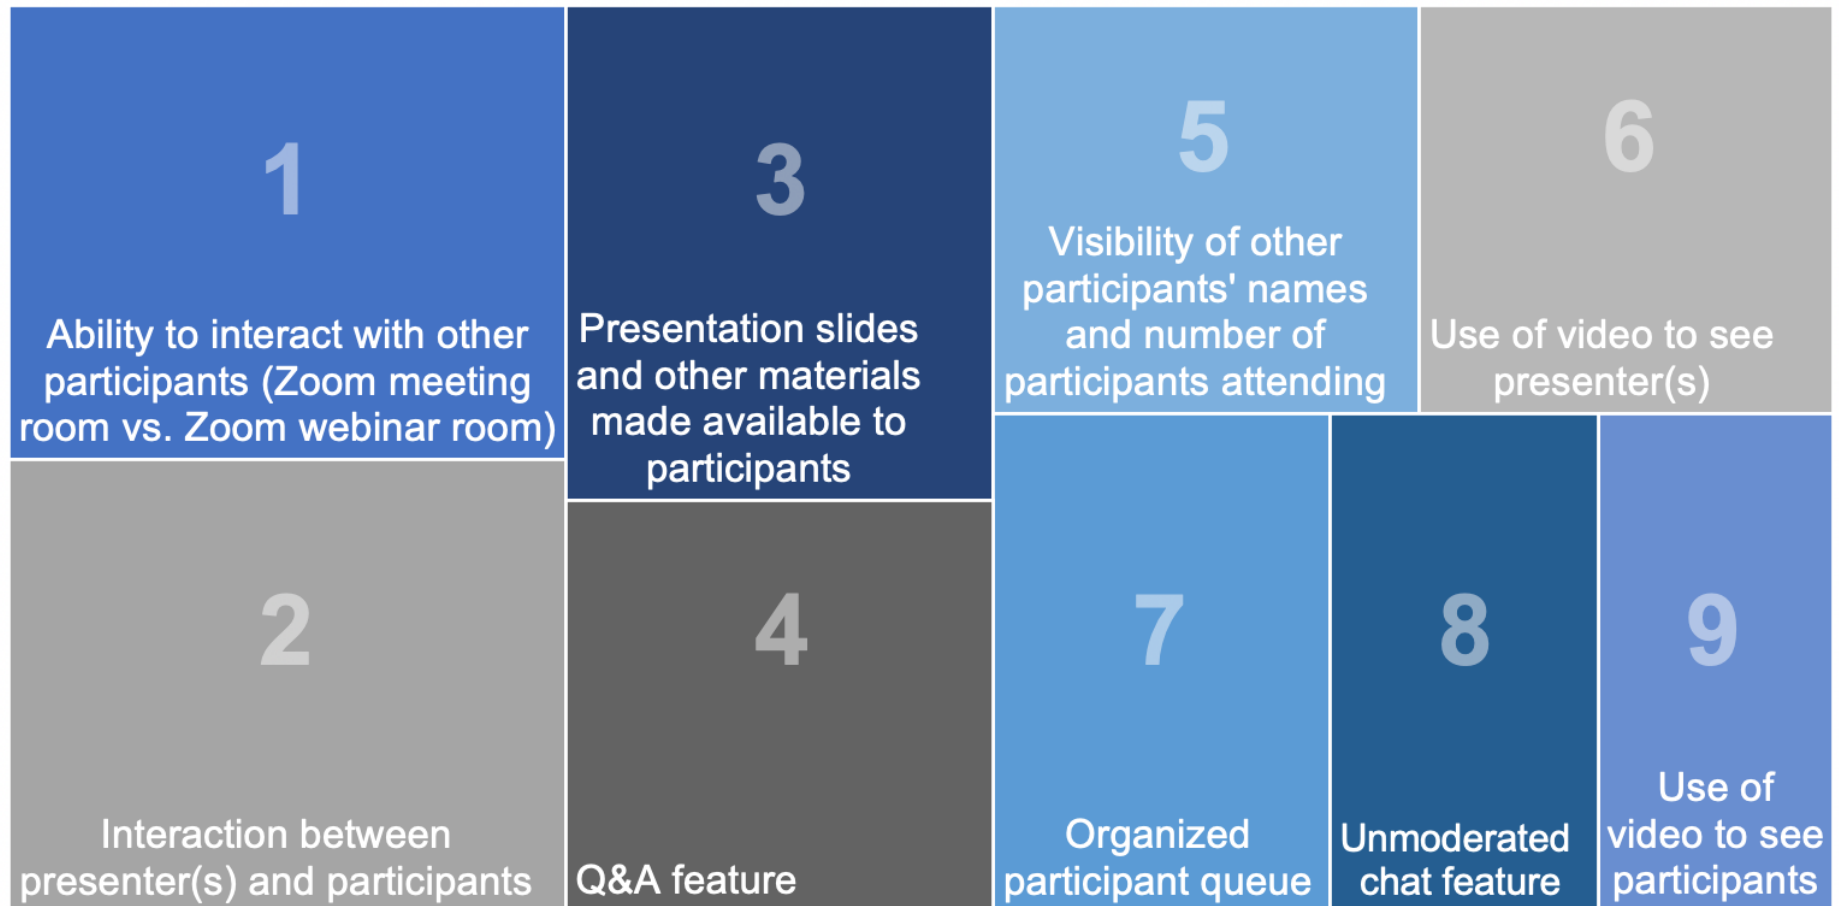 1
Ability to interact with other
participants (Zoom meeting
room vs. Zoom webinar room)
2
Interaction between
presenter(s) and participants
3
Presentation slides
and other materials
made available to
participants
4
Q&A feature
5
Visibility of other
participants' names
and number of
participants attending
6
Use of video to see
presenter(s)
7
Organized
participant queue
8
Unmoderated
chat feature
9
Use of
video to see
participants